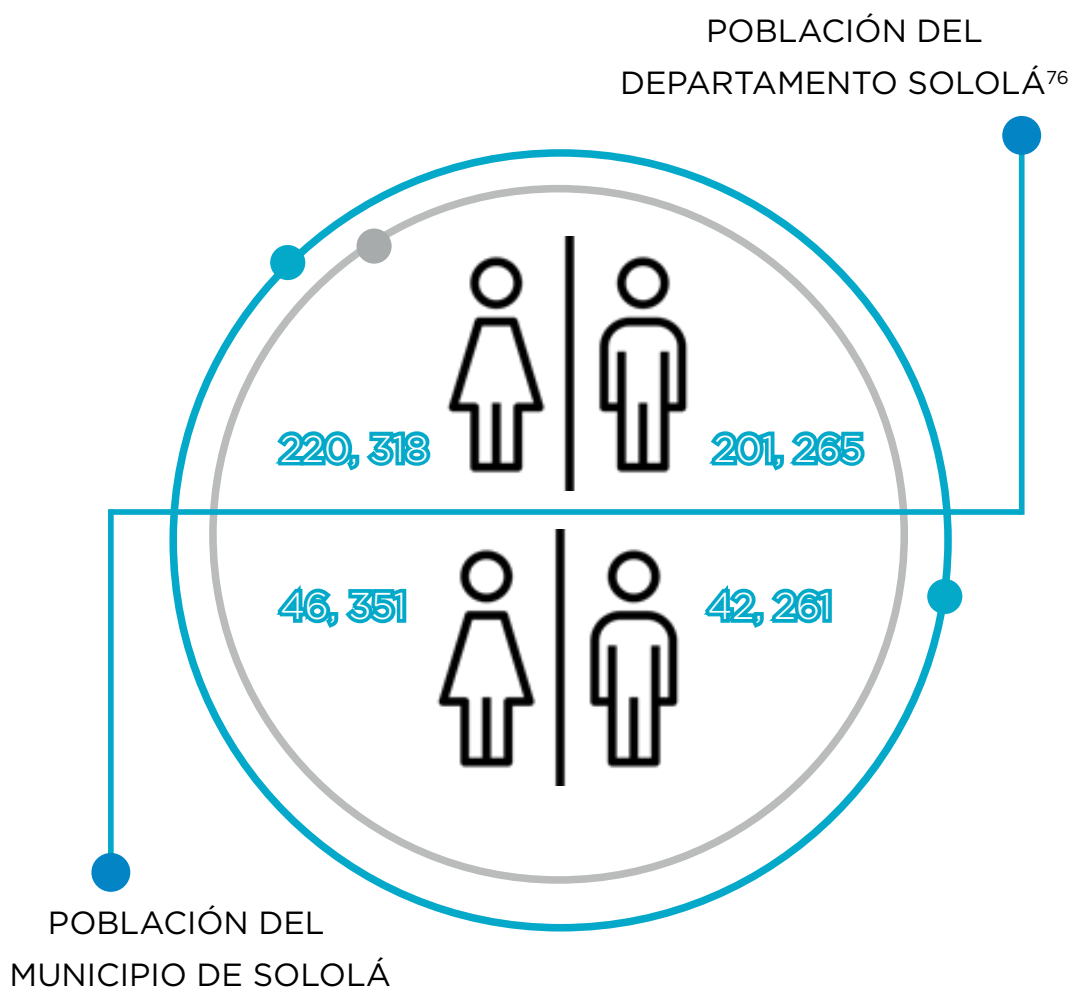 POBLACIÓN DEL
DEPARTAMENTO SOLOLÁ⁷⁶
220, 318
201, 265
46, 351
42, 261
POBLACIÓN DEL
MUNICIPIO DE SOLOLÁ